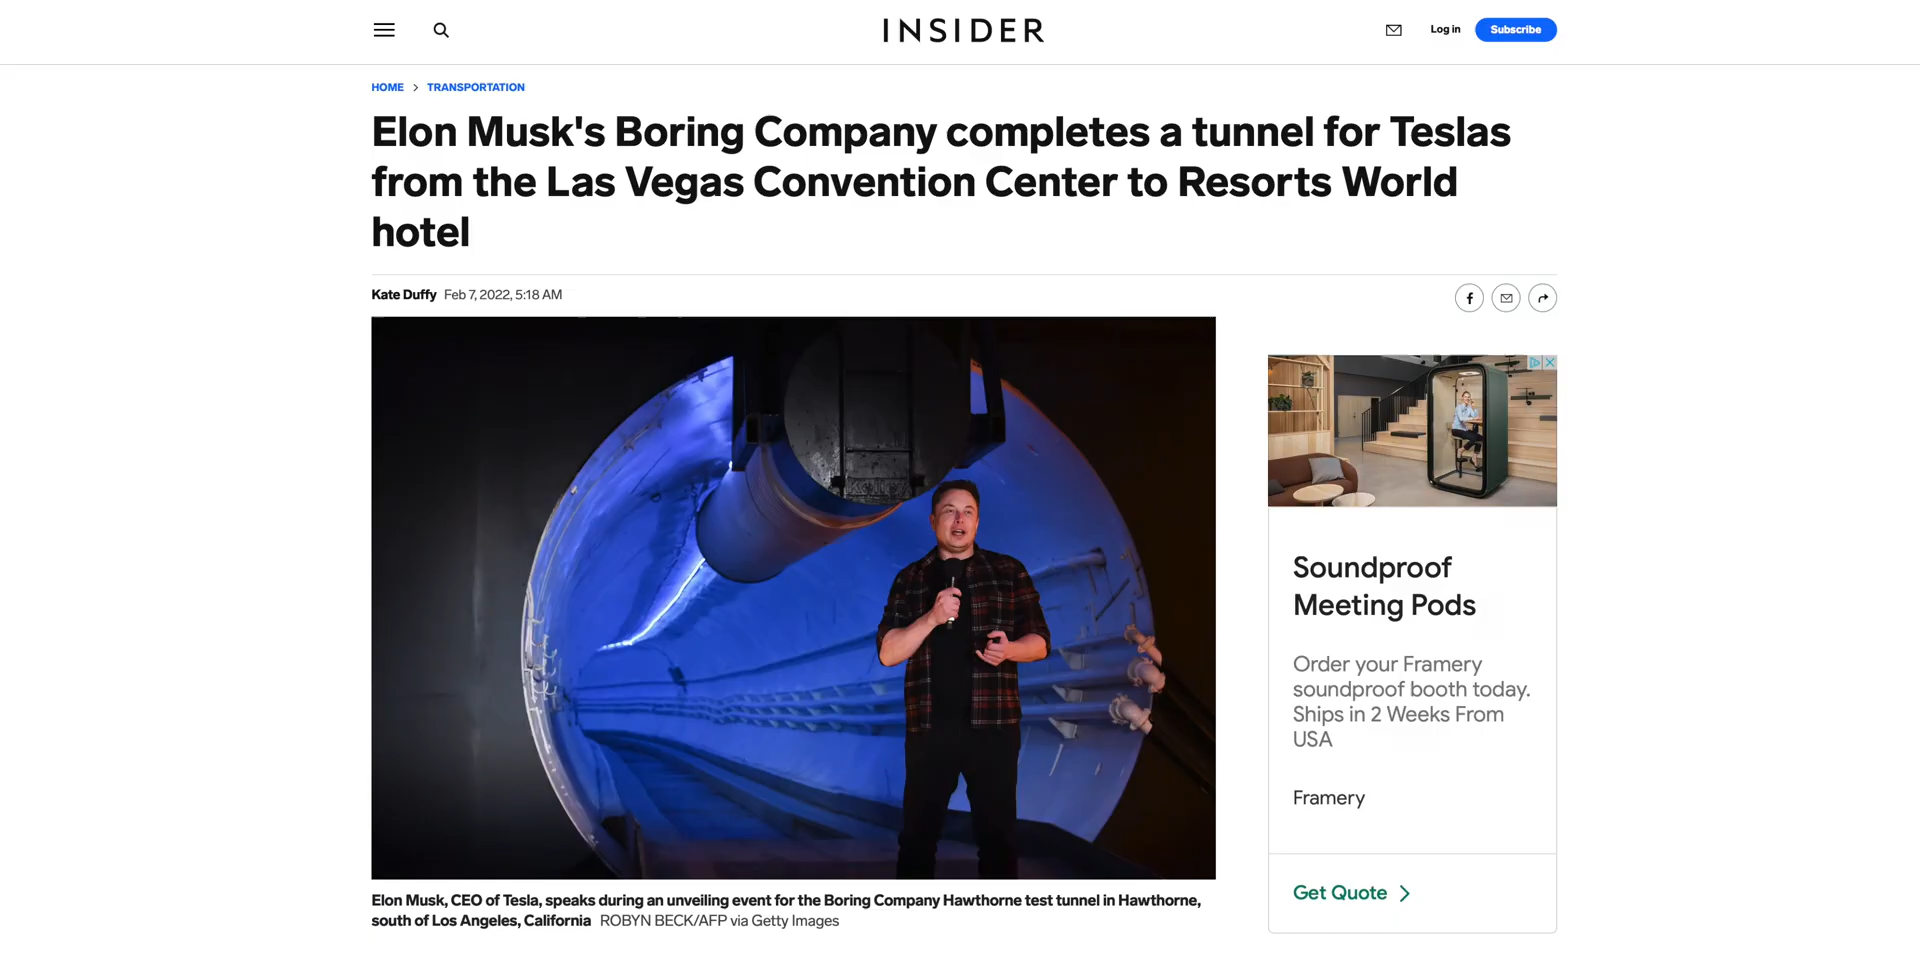 INSIDER
Log in
Subscribe
HOME > TRANSPORTATION
Elon Musk's Boring Company completes a tunnel for Teslas
from the Las Vegas Convention Center to Resorts World
hotel
Kate Duffy Feb 7, 2022, 5:18 AM
Elon Musk, CEO of Tesla, speaks during an unveiling event for the Boring Company Hawthorne test tunnel in Hawthorne,
south of Los Angeles, California ROBYN BECK/AFP via Getty Images
Soundproof
Meeting Pods
Order your Framery
soundproof booth today.
Ships in 2 Weeks From
USA
Framery
Get Quote